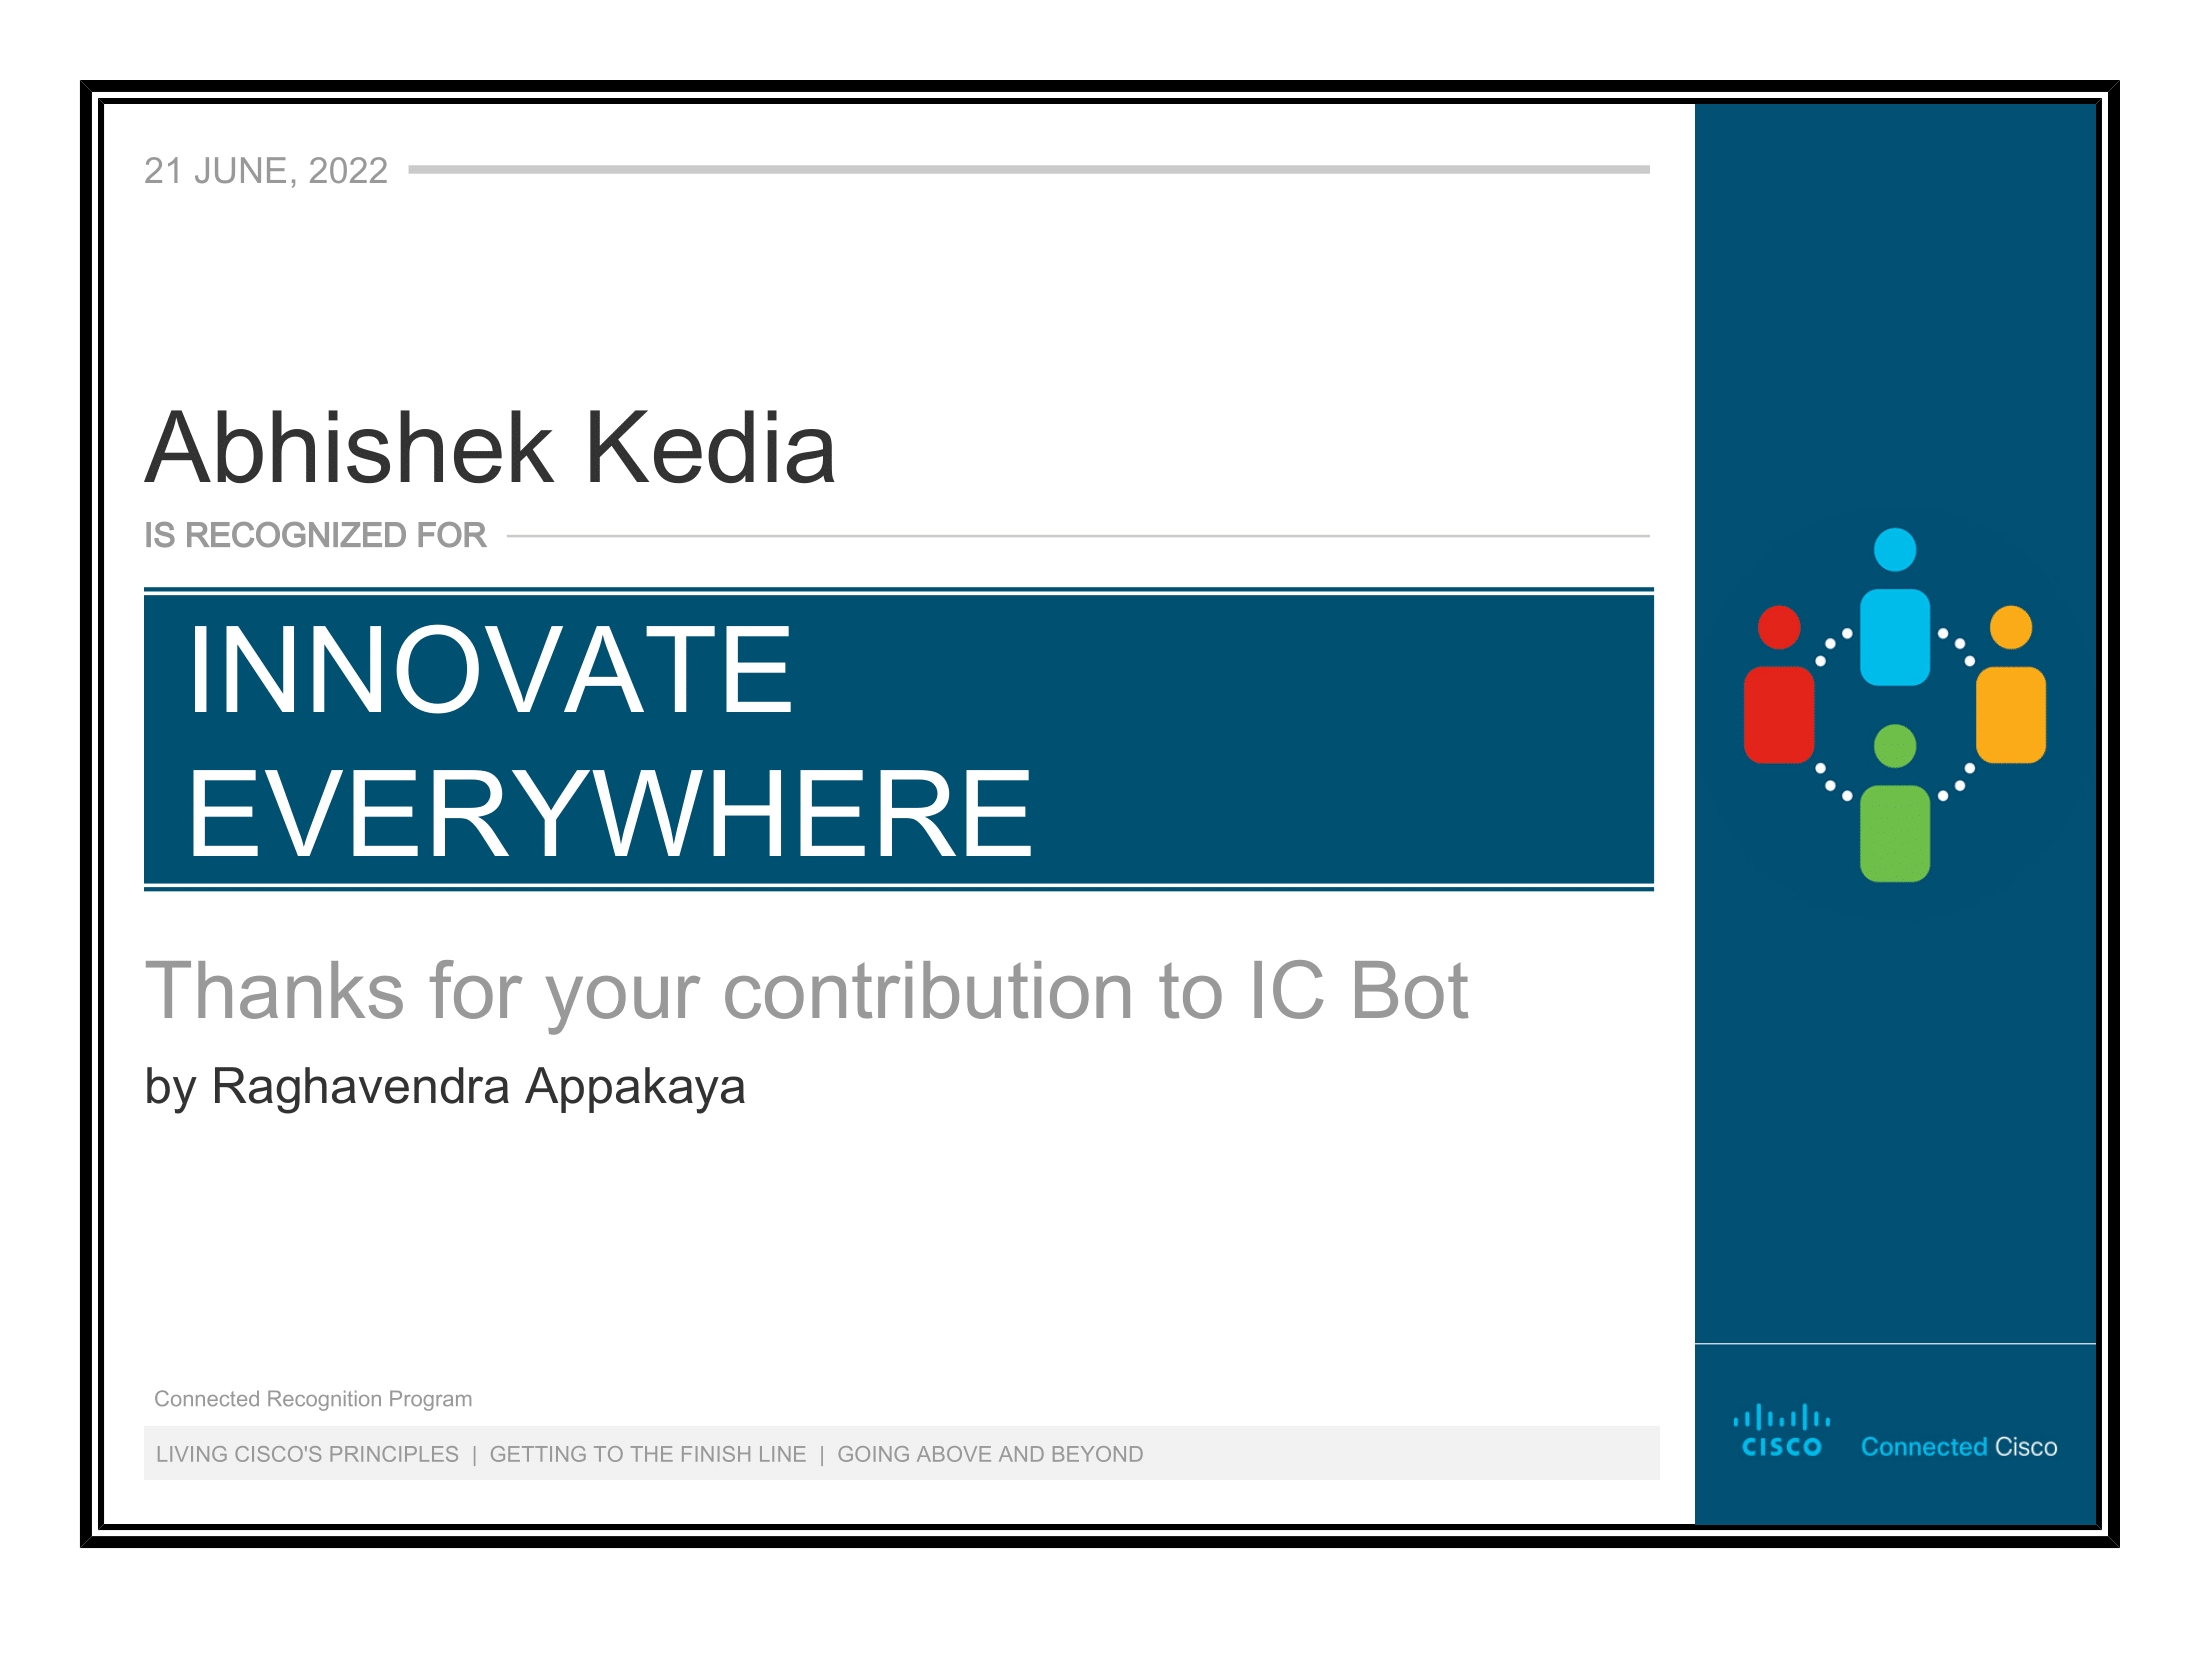 21 JUNE, 2022
Abhishek Kedia
IS RECOGNIZED FOR
INNOVATE
EVERYWHERE
Thanks for your contribution to IC Bot
by Raghavendra Appakaya
Connected Recognition Program
LIVING CISCO'S PRINCIPLES | GETTING TO THE FINISH LINE | GOING ABOVE AND BEYOND
CISCO
Connected Cisco